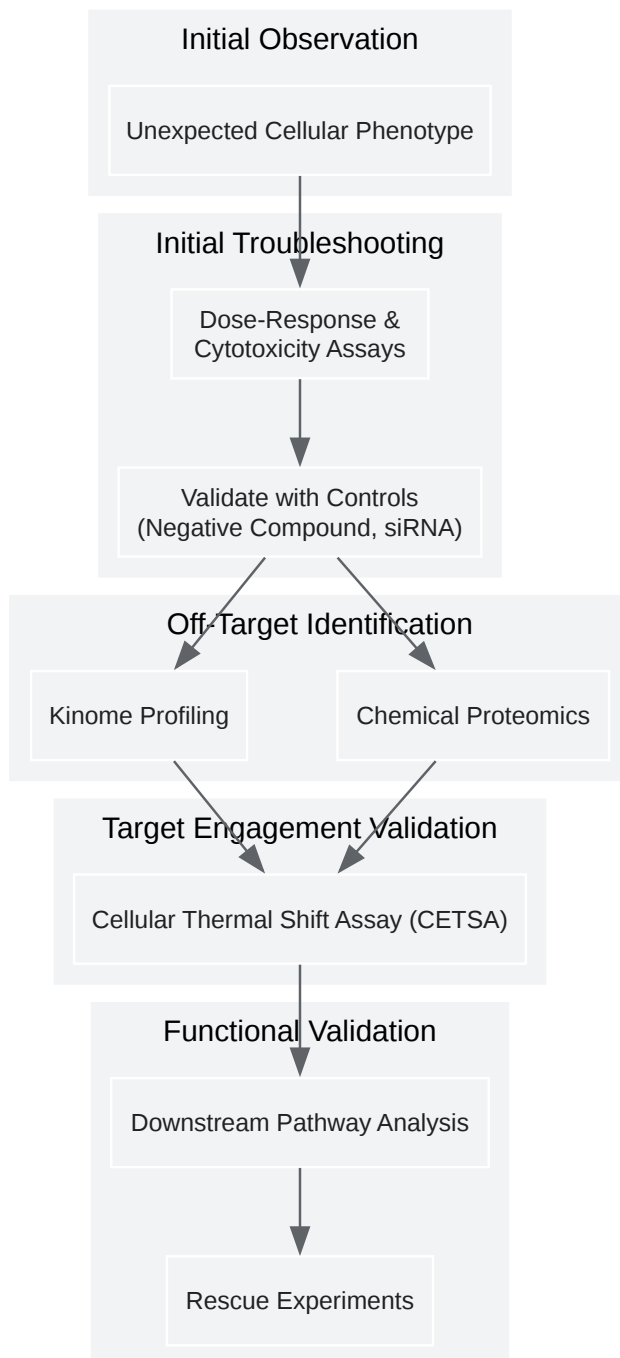 Initial Observation
Unexpected Cellular Phenotype
Initial Troubleshooting
Dose-Response &
Cytotoxicity Assays
Validate with Controls
(Negative Compound, siRNA)
Off-Target Identification
Kinome Profiling
Chemical Proteomics
Target Engagement Validation
Cellular Thermal Shift Assay (CETSA)
Functional Validation
Downstream Pathway Analysis
Rescue Experiments